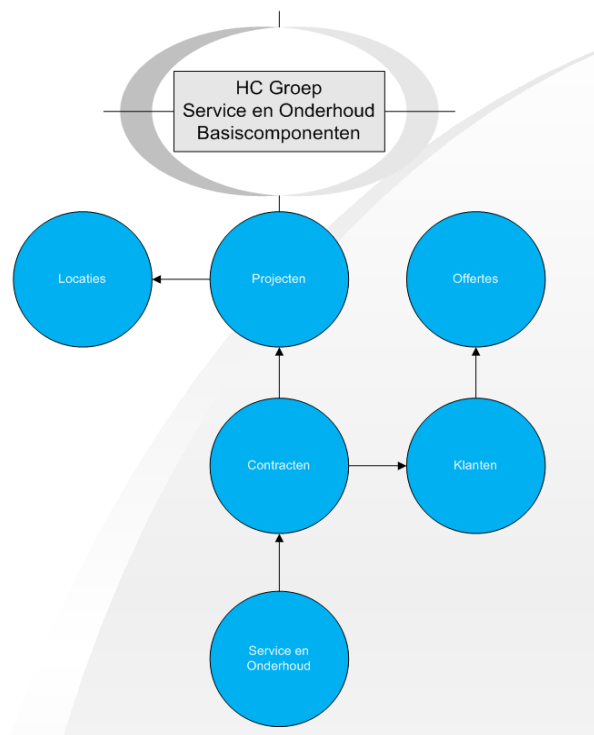 HC Groep
Service en Onderhoud
Basiscomponenten
Locaties
Projecten
Offertes
Contracten
Klanten
Service en
Onderhoud